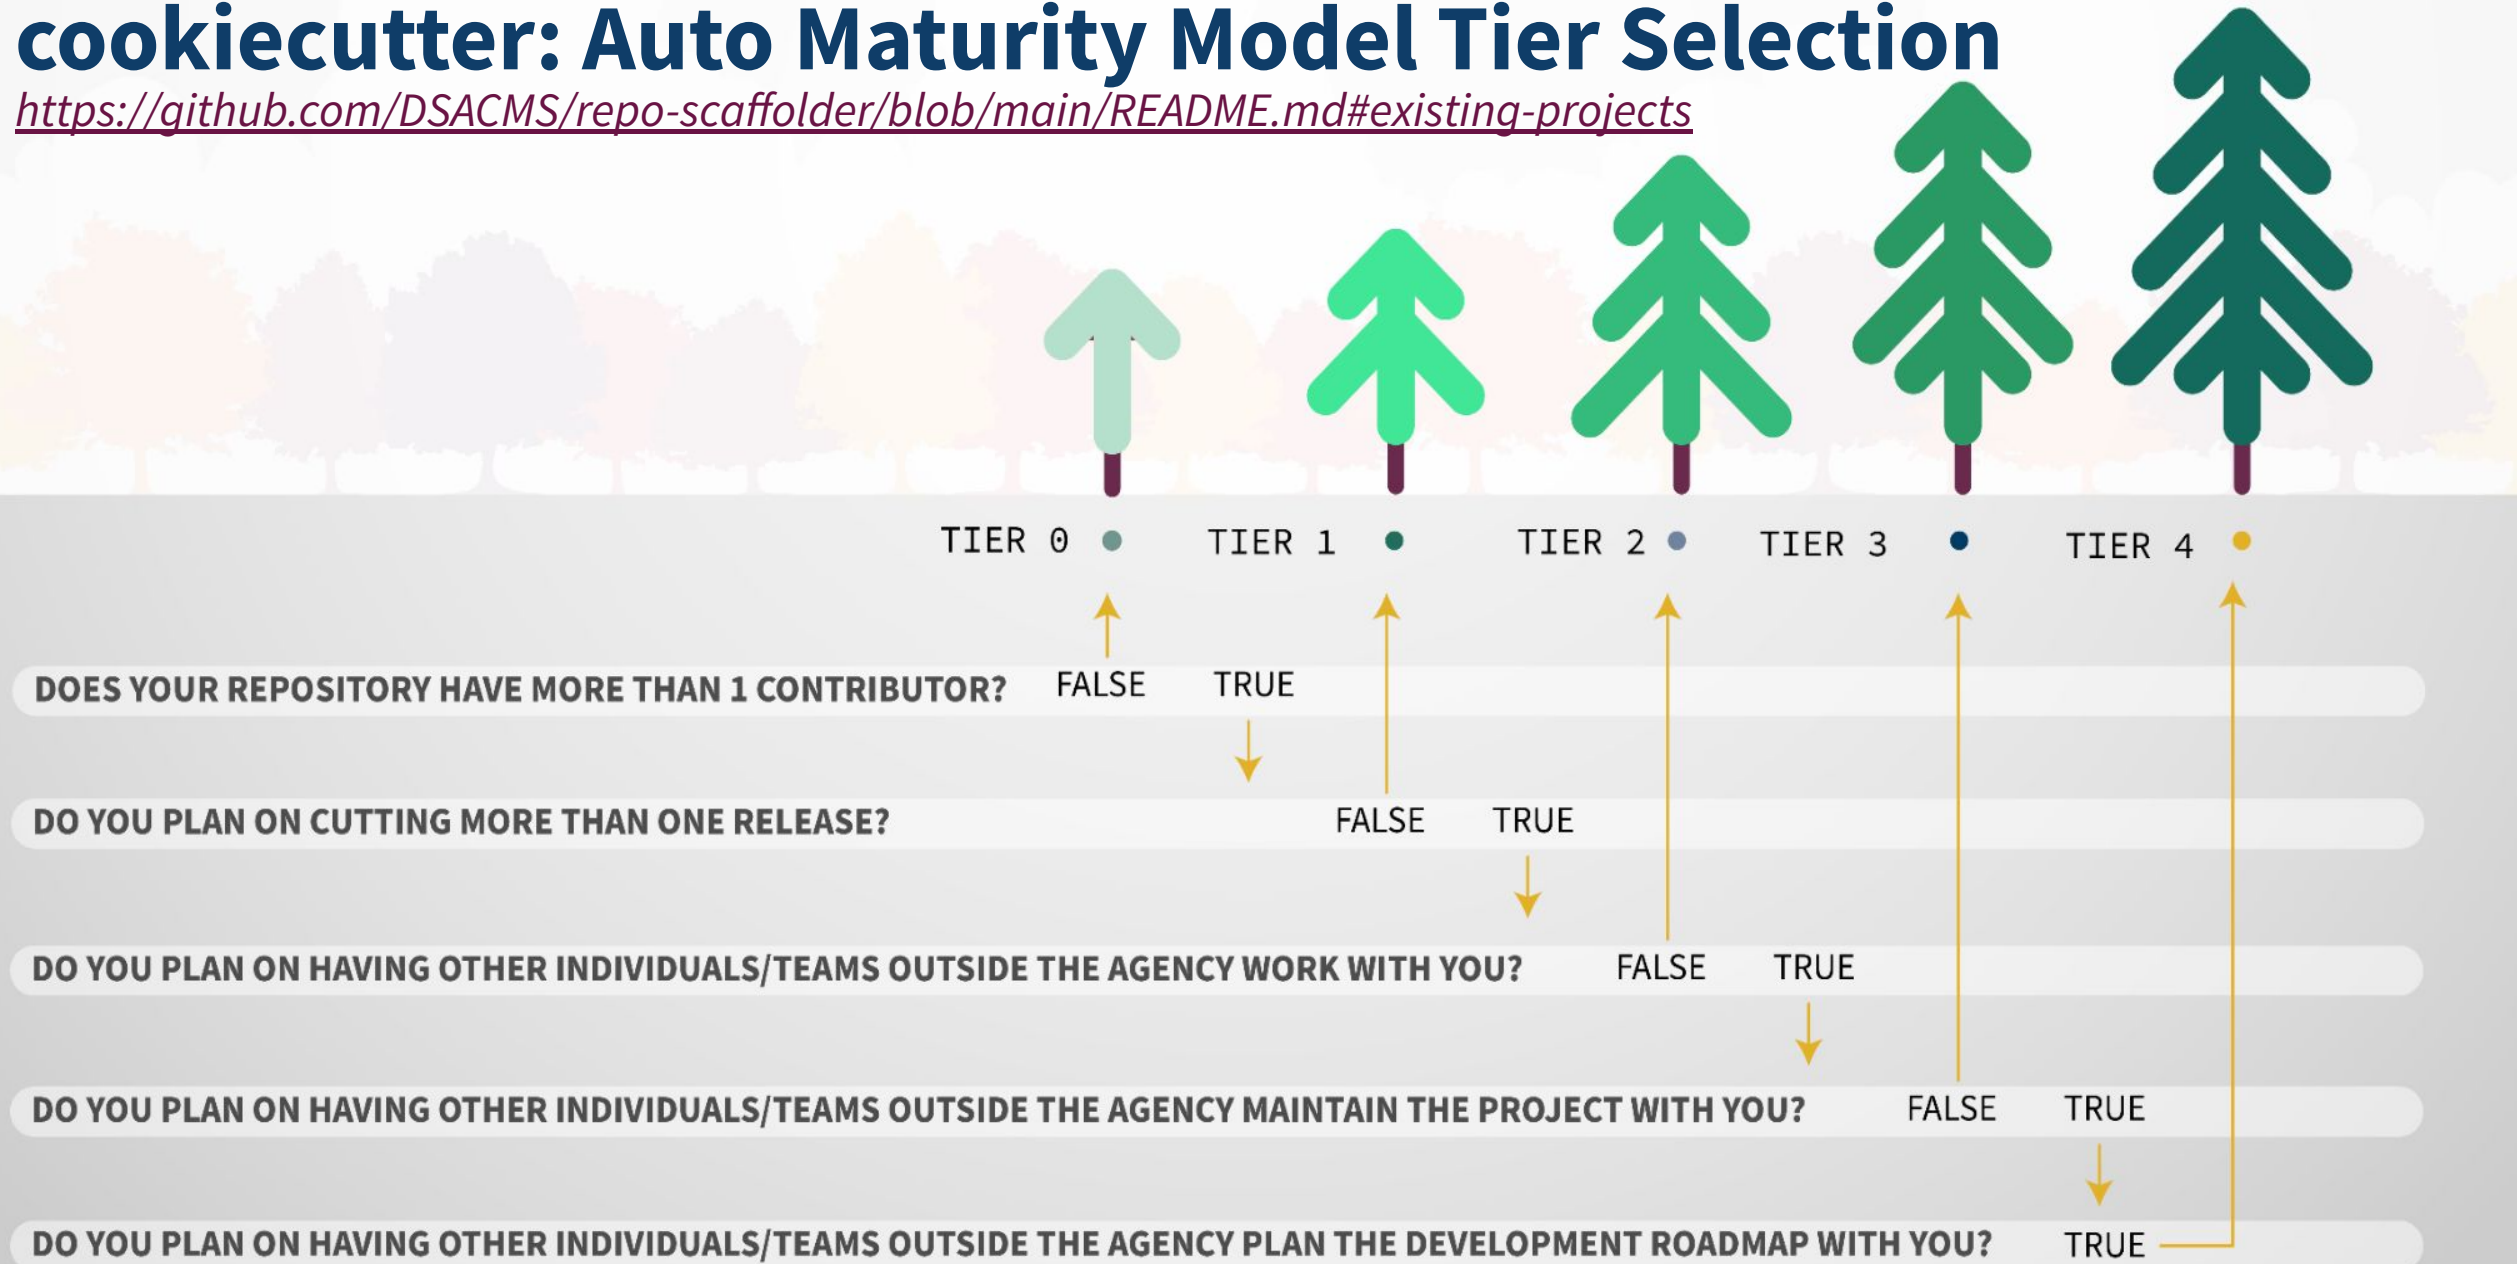 cookiecutter: Auto Maturity Model Tier Selection
https://github.com/DSACMS/repo-scaffolder/blob/main/README.md#existing-projects
TIER 0 TIER 1 TIER 2 TIER 3 TIER 4
DOES YOUR REPOSITORY HAVE MORE THAN 1 CONTRIBUTOR? FALSE TRUE
DO YOU PLAN ON CUTTING MORE THAN ONE RELEASE? FALSE TRUE
DO YOU PLAN ON HAVING OTHER INDIVIDUALS/TEAMS OUTSIDE THE AGENCY WORK WITH YOU? FALSE TRUE
DO YOU PLAN ON HAVING OTHER INDIVIDUALS/TEAMS OUTSIDE THE AGENCY MAINTAIN THE PROJECT WITH YOU? FALSE TRUE
DO YOU PLAN ON HAVING OTHER INDIVIDUALS/TEAMS OUTSIDE THE AGENCY PLAN THE DEVELOPMENT ROADMAP WITH YOU? TRUE